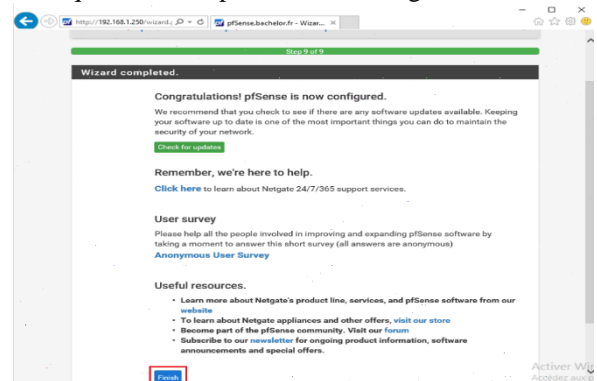 http://192.168.1.250/wizard.
pfSense.bachelor.fr - Wizar...
Step 9 of 9
Wizard completed.
Congratulations! pfSense is now configured.
We recommend that you check to see if there are any software updates available. Keeping
your software up to date is one of the most important things you can do to maintain the
security of your network.
Check for updates
Remember, we're here to help.
Click here to learn about Netgate 24/7/365 support services.
User survey
Please help all the people involved in improving and expanding pfSense software by
taking a moment to answer this short survey (all answers are anonymous)
Anonymous User Survey
Useful resources.
• Learn more about Netgate's product line, services, and pfSense software from our
website
• To learn about Netgate appliances and other offers, visit our store
• Become part of the pfSense community. Visit our forum
• Subscribe to our newsletter for ongoing product information, software
announcements and special offers.
Finish
Activer
Accédez aux